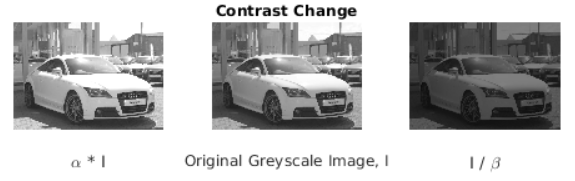 Contrast Change
α * I
Original Greyscale Image, I
I / β